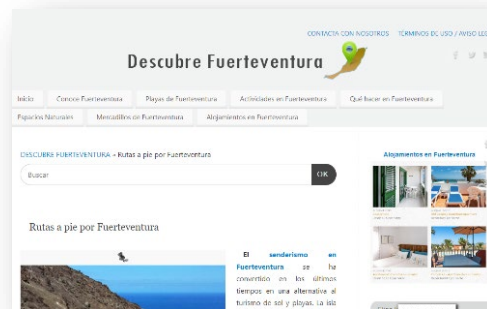 CONTACTA CON NOSOTROS TERMINOS DE USO / AVISO LEG
Descubre Fuerteventura
Inicio Conoce Fuerteventura Playas de Fuerteventura Actividades en Fuerteventura Qué hacer en Fuerteventura
Espacios Naturales Mercadillos de Fuerteventura Alojamientos en Fuerteventura
DESCUBRE FUERTEVENTURA » Rutas a pie por Fuerteventura
Buscar OK
Alojamientos en Fuerteventura
Rutas a pie por Fuerteventura
El senderismo en
Fuerteventura se ha
convertido en los últimos
tiempos en una alternativa al
turismo de sol y playas. La isla